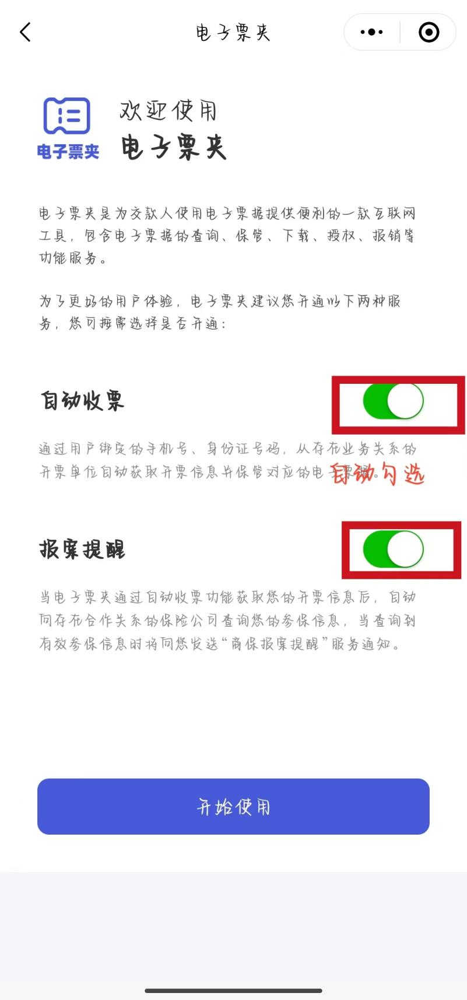 电子票夹
欢迎使用
电子票夹
电子票夹
电子票夹是为交款人使用电子票据提供便利的一款互联网
工具，包含电子票据的查询、保管、下载、授权、报销等
功能服务。
为了更好的用户体验，电子票夹建议您开通以下两种服
务，您可按需选择是否开通：
自动收票
通过用户绑定的手机号、身份证号码，从存在业务关系的
开票单位自动获取开票信息并保管对应的电子票据。
自动勾选
报案提醒
当电子票夹通过自动收票功能获取您的开票信息后，自动
向存在合作关系的保险公司查询您的参保信息，当查询到
有效参保信息时将向您发送“商保报案提醒”服务通知。
开始使用